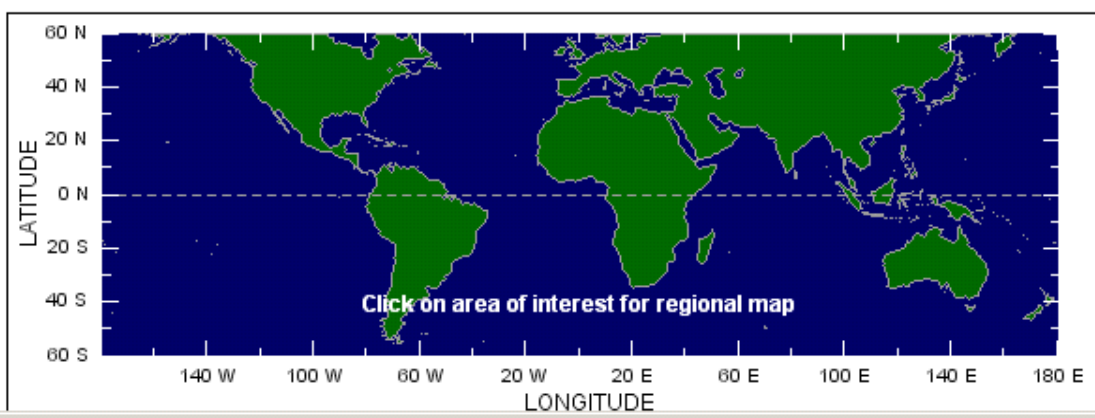 60 N
40 N
20 N
0 N
20 S
40 S
60 S
LATITUDE
Click on area of interest for regional map
140 W 100 W 60 W 20 W 20 E 60 E 100 E 140 E 180 E
LONGITUDE